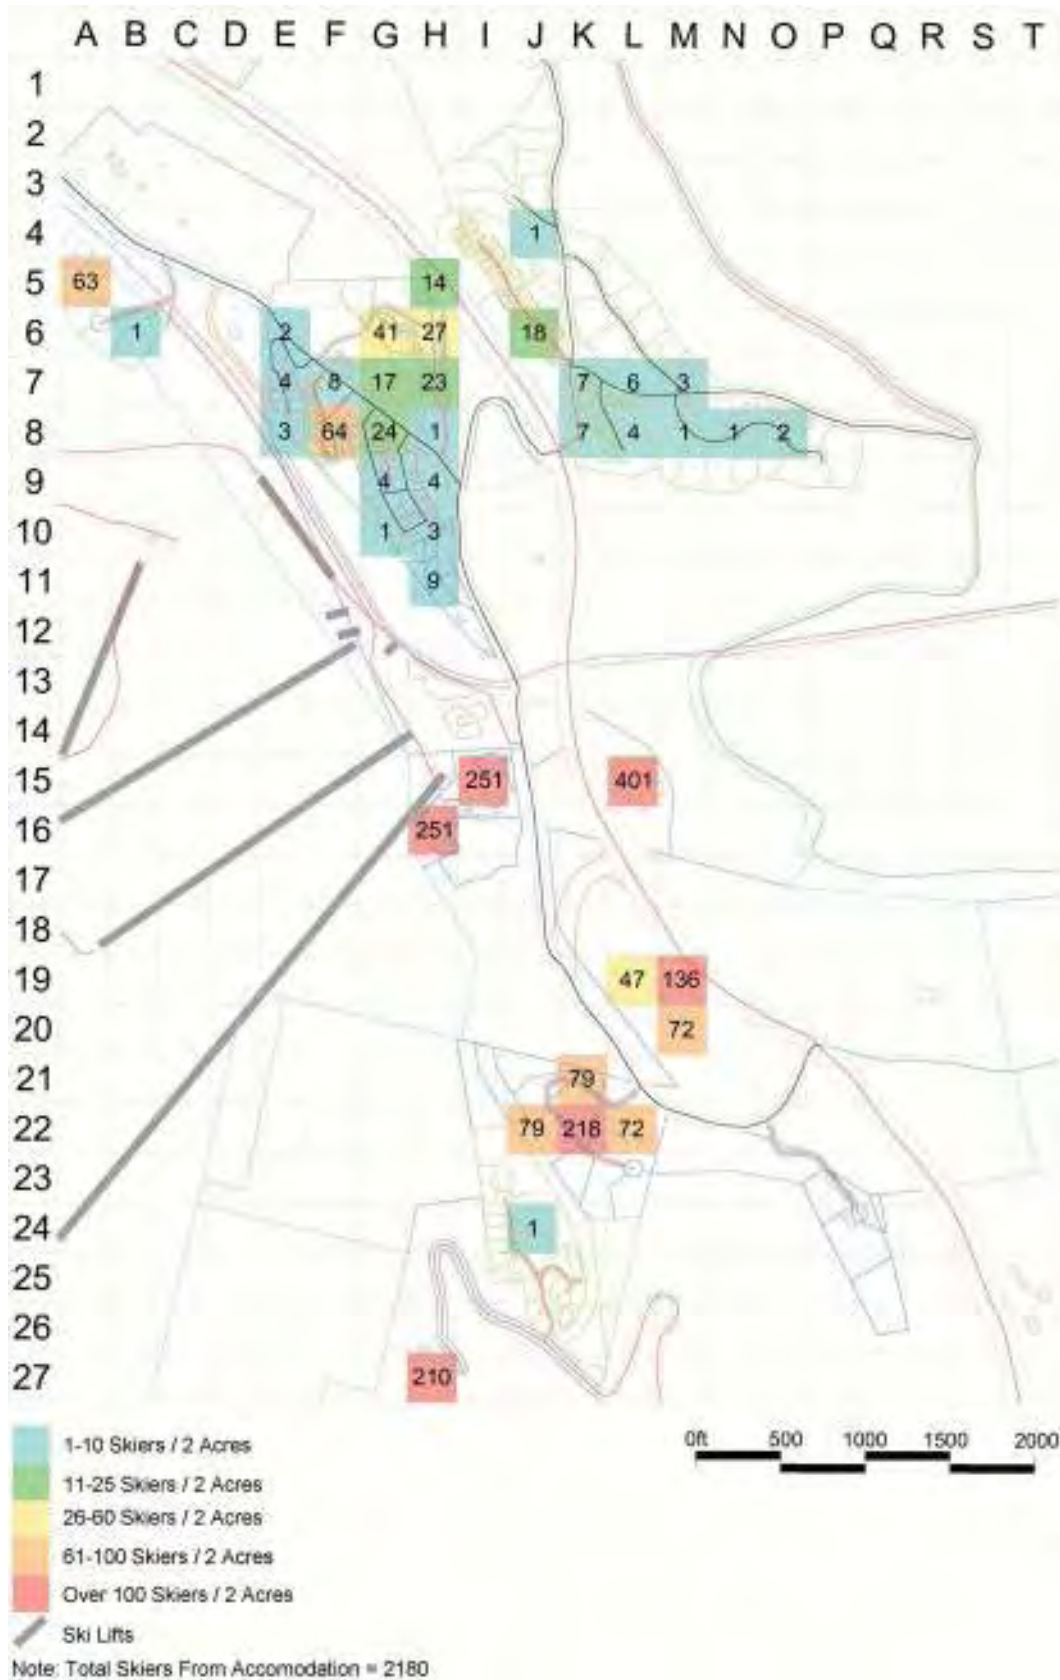 A B C D E F G H I J K L M N O P Q R S T
1
2
3
4 1
5 63 14
6 1 2 41 27 18
7 4 8 17 23 7 6 3
8 3 64 24 1 7 4 1 1 2
9 4 4
10 1 3
11 9
12
13
14
15 251 401
16 251
17
18
19 47 136
20 72
21 79
22 79 218 72
23
24 1
25
26
27 210
0ft 500 1000 1500 2000
1-10 Skiers / 2 Acres
11-25 Skiers / 2 Acres
26-60 Skiers / 2 Acres
61-100 Skiers / 2 Acres
Over 100 Skiers / 2 Acres
Ski Lifts
Note: Total Skiers From Accomodation = 2180